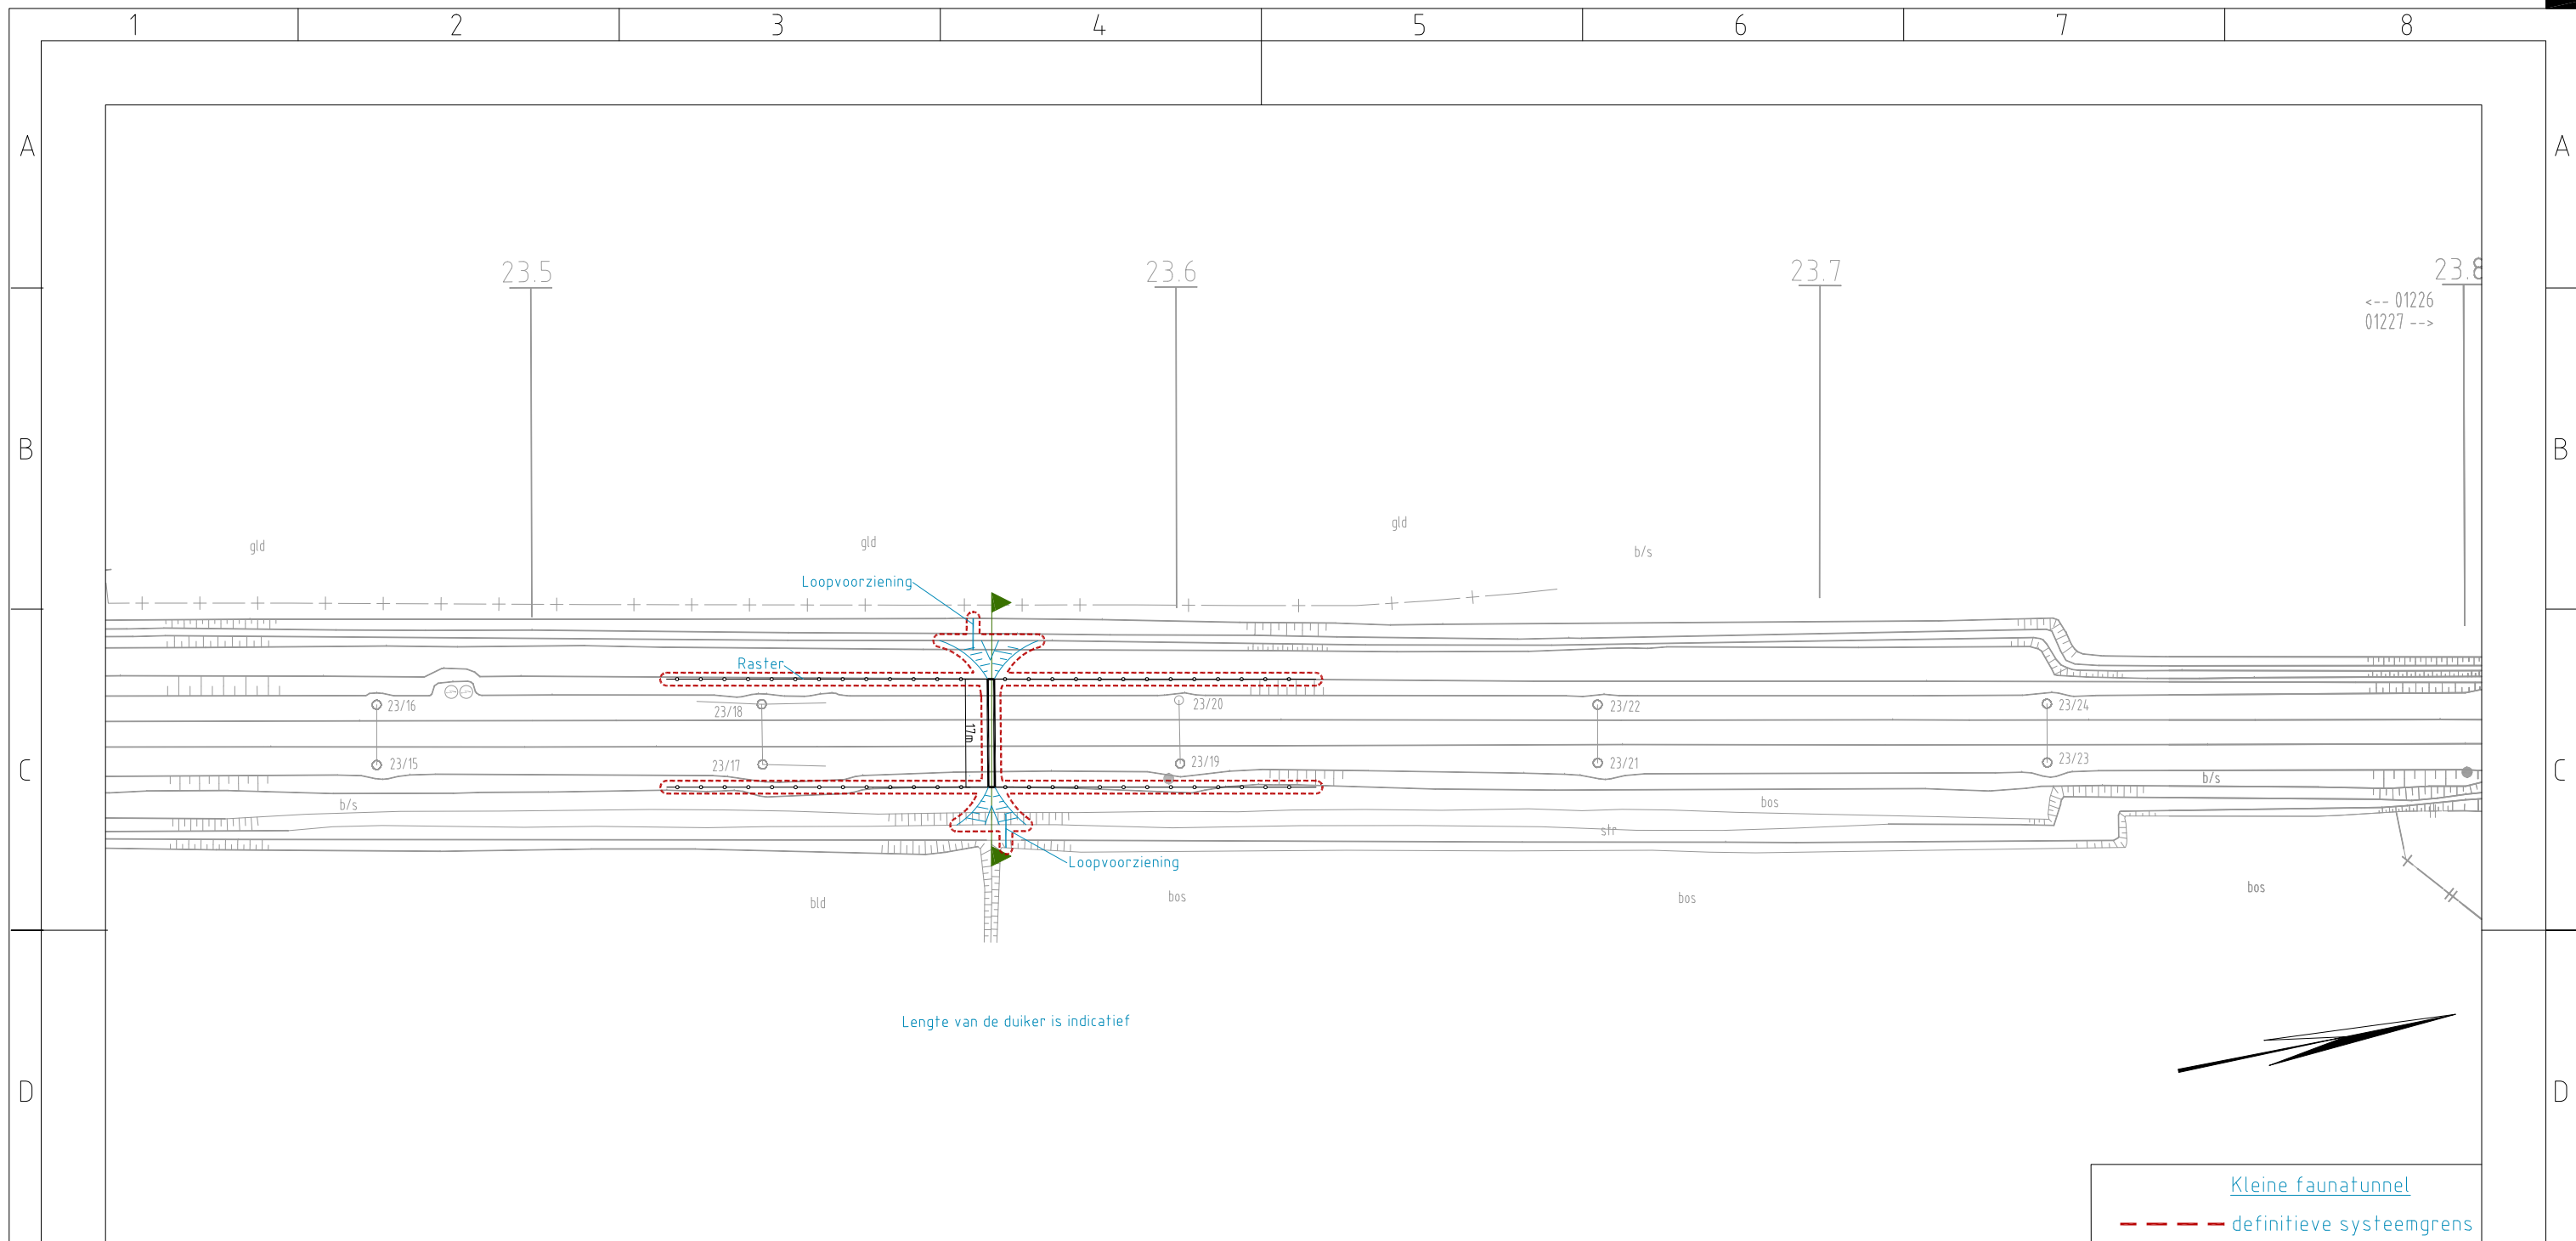 1 2 3 4 5 6 7 8
A A
23.5 23.6 23.7 23.8
<-- 01226
01227 -->
B B
gld gld gld b/s
Loopvoorziening
Raster
23/16 23/18 23/20 23/22 23/24
17m
23/15 23/17 23/19 23/21 23/23
C C
b/s
b/s bos
str
Loopvoorziening
bld bos bos bos
Lengte van de duiker is indicatief
D D
Kleine faunatunnel
definitieve systeemgrens